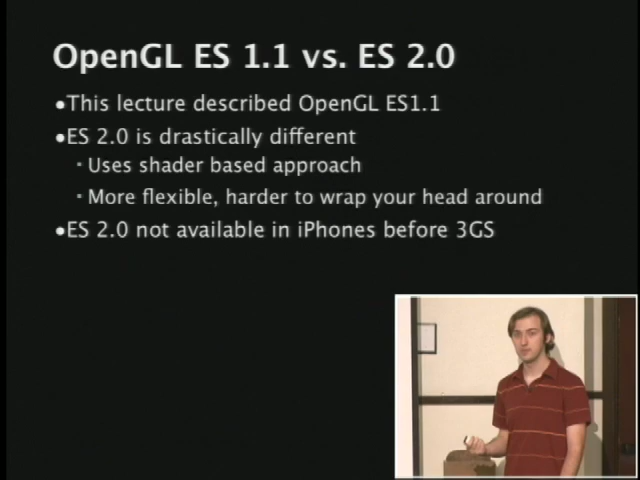 OpenGL ES 1.1 vs. ES 2.0
•This lecture described OpenGL ES1.1
•ES 2.0 is drastically different
▪ Uses shader based approach
▪ More flexible, harder to wrap your head around
•ES 2.0 not available in iPhones before 3GS